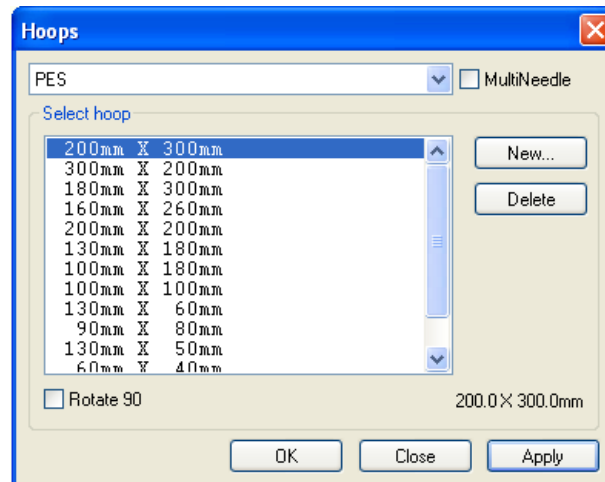 Hoops
PES
MultiNeedle
Select hoop
200mm X 300mm
300mm X 200mm
180mm X 300mm
160mm X 260mm
200mm X 200mm
130mm X 180mm
100mm X 180mm
100mm X 100mm
130mm X 60mm
90mm X 80mm
130mm X 50mm
60mm X 40mm
New...
Delete
Rotate 90
200.0 X 300.0mm
OK
Close
Apply